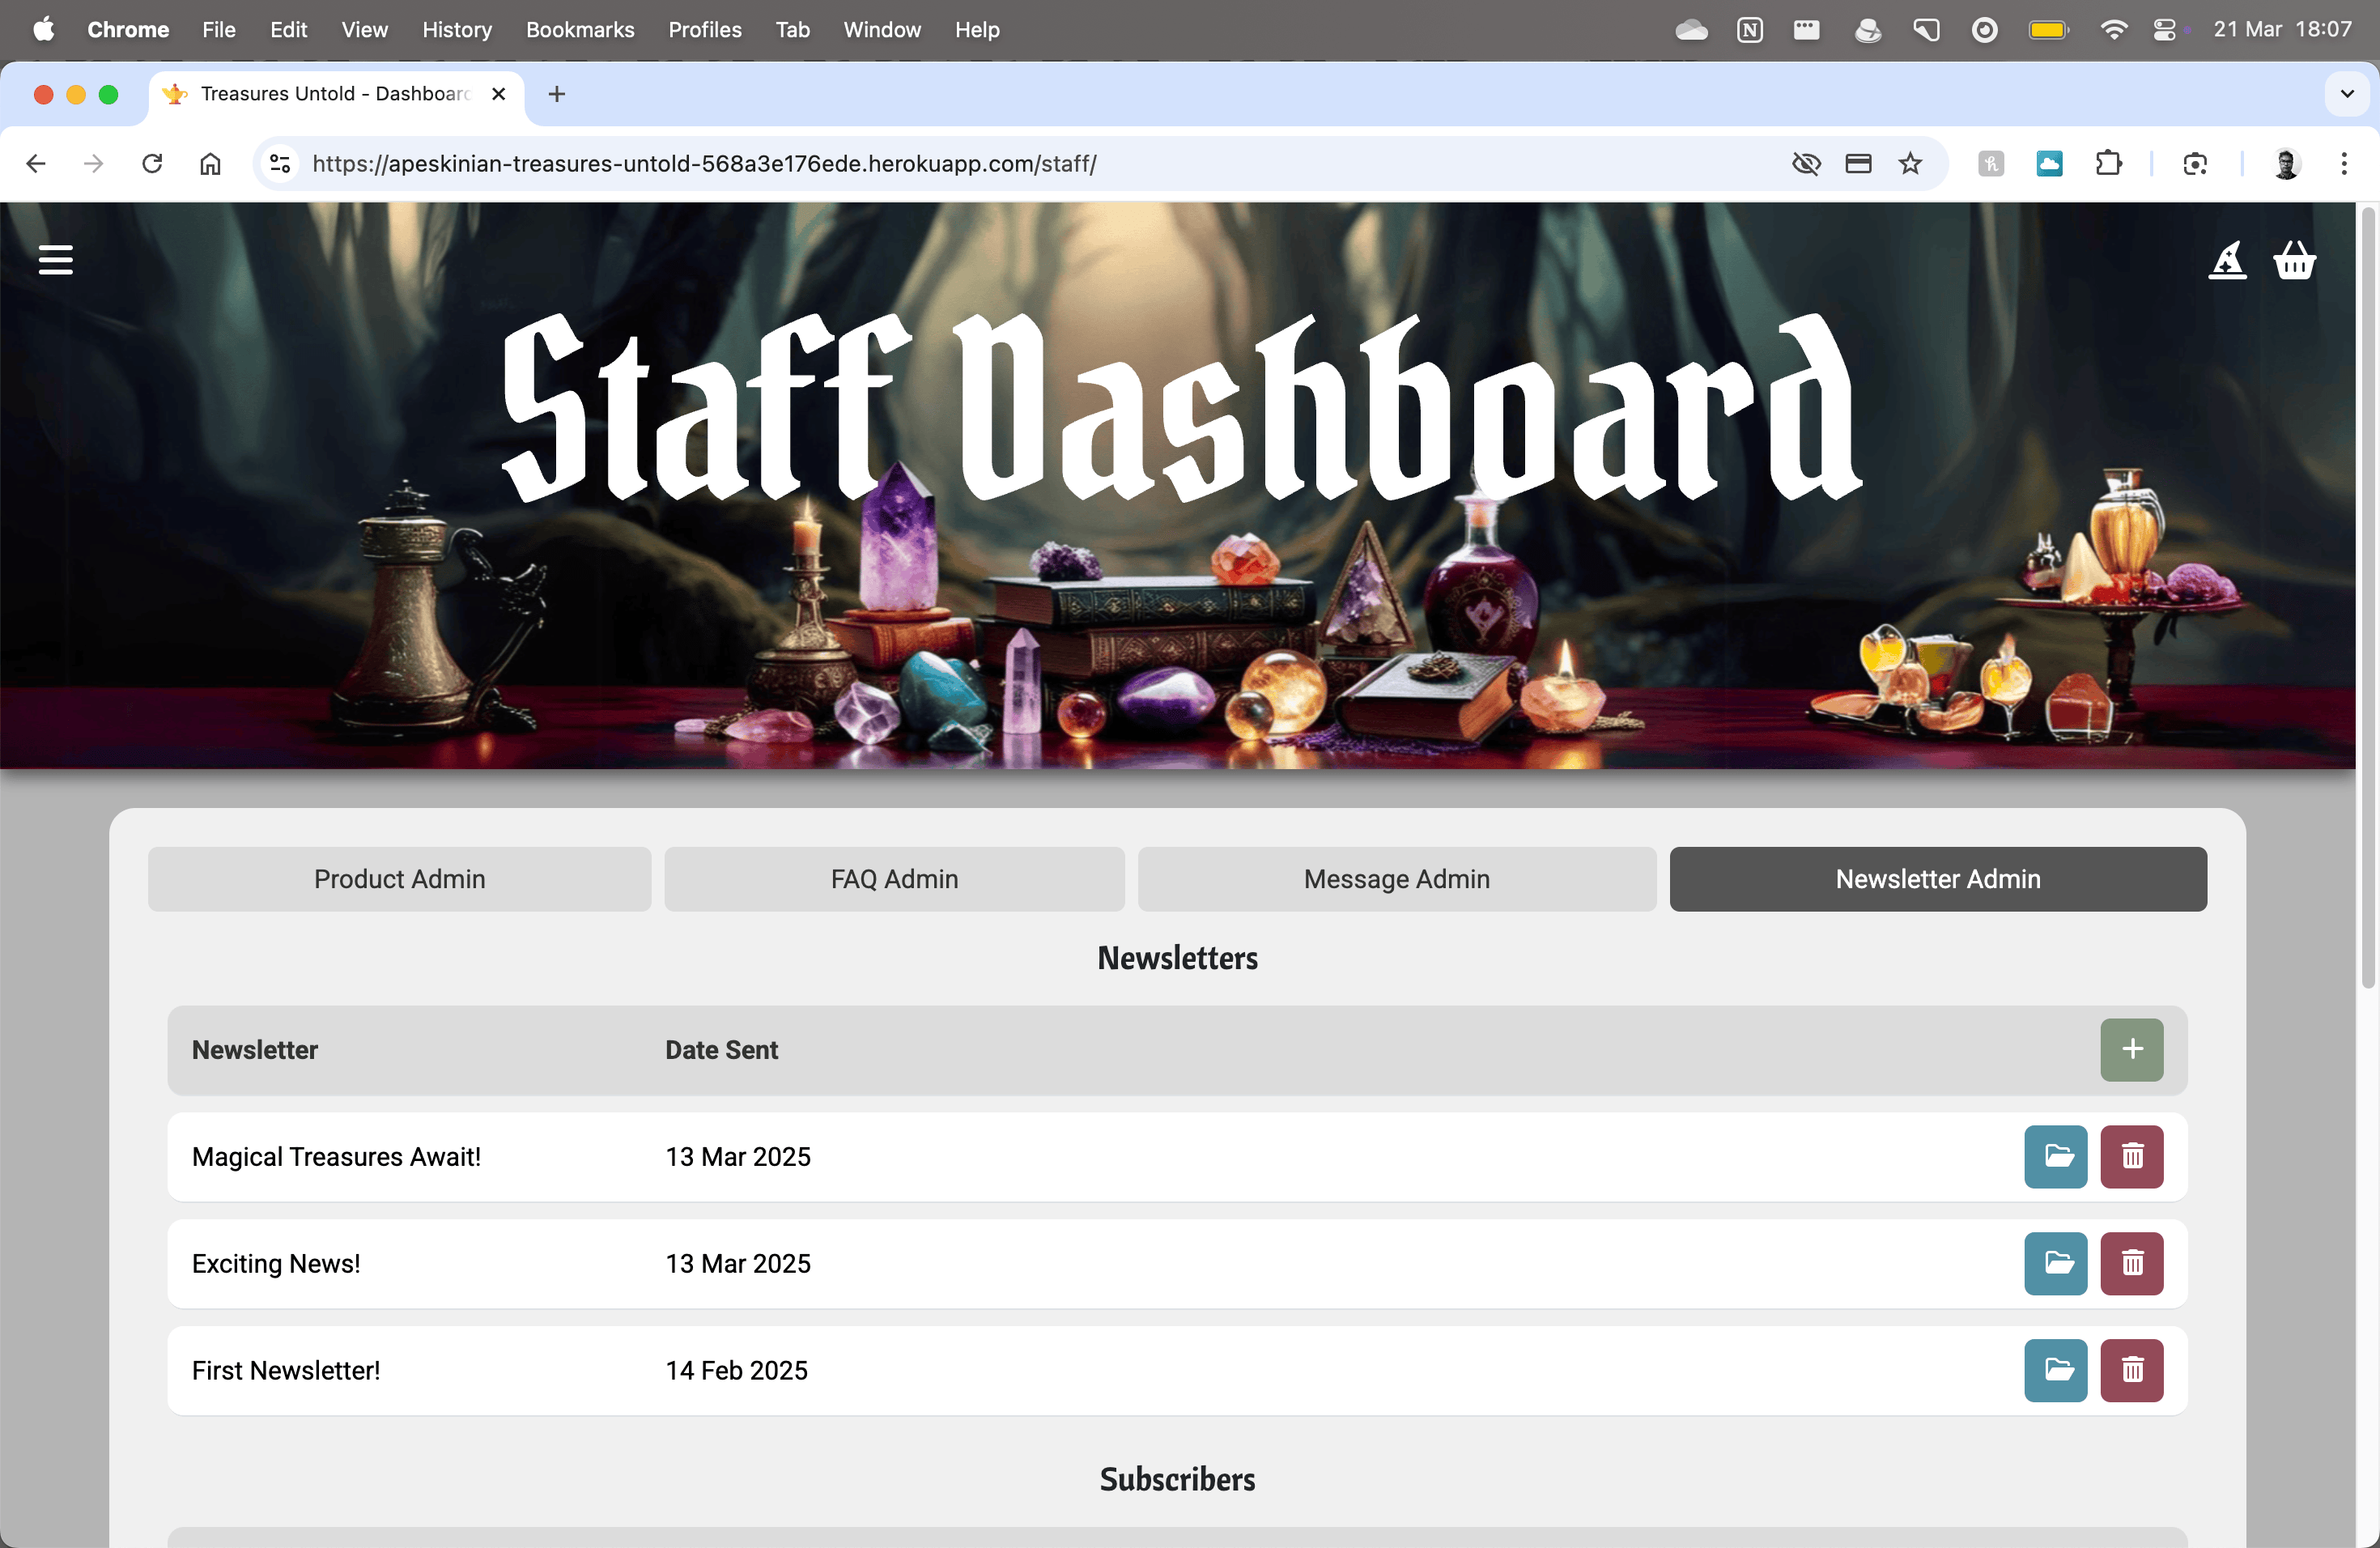 Chrome File Edit View History Bookmarks Profiles Tab Window Help 21 Mar 18:07
Treasures Untold - Dashboard
https://apeskinian-treasures-untold-568a3e176ede.herokuapp.com/staff/
Staff Dashboard
Product Admin FAQ Admin Message Admin Newsletter Admin
Newsletters
Newsletter Date Sent
Magical Treasures Await! 13 Mar 2025
Exciting News! 13 Mar 2025
First Newsletter! 14 Feb 2025
Subscribers